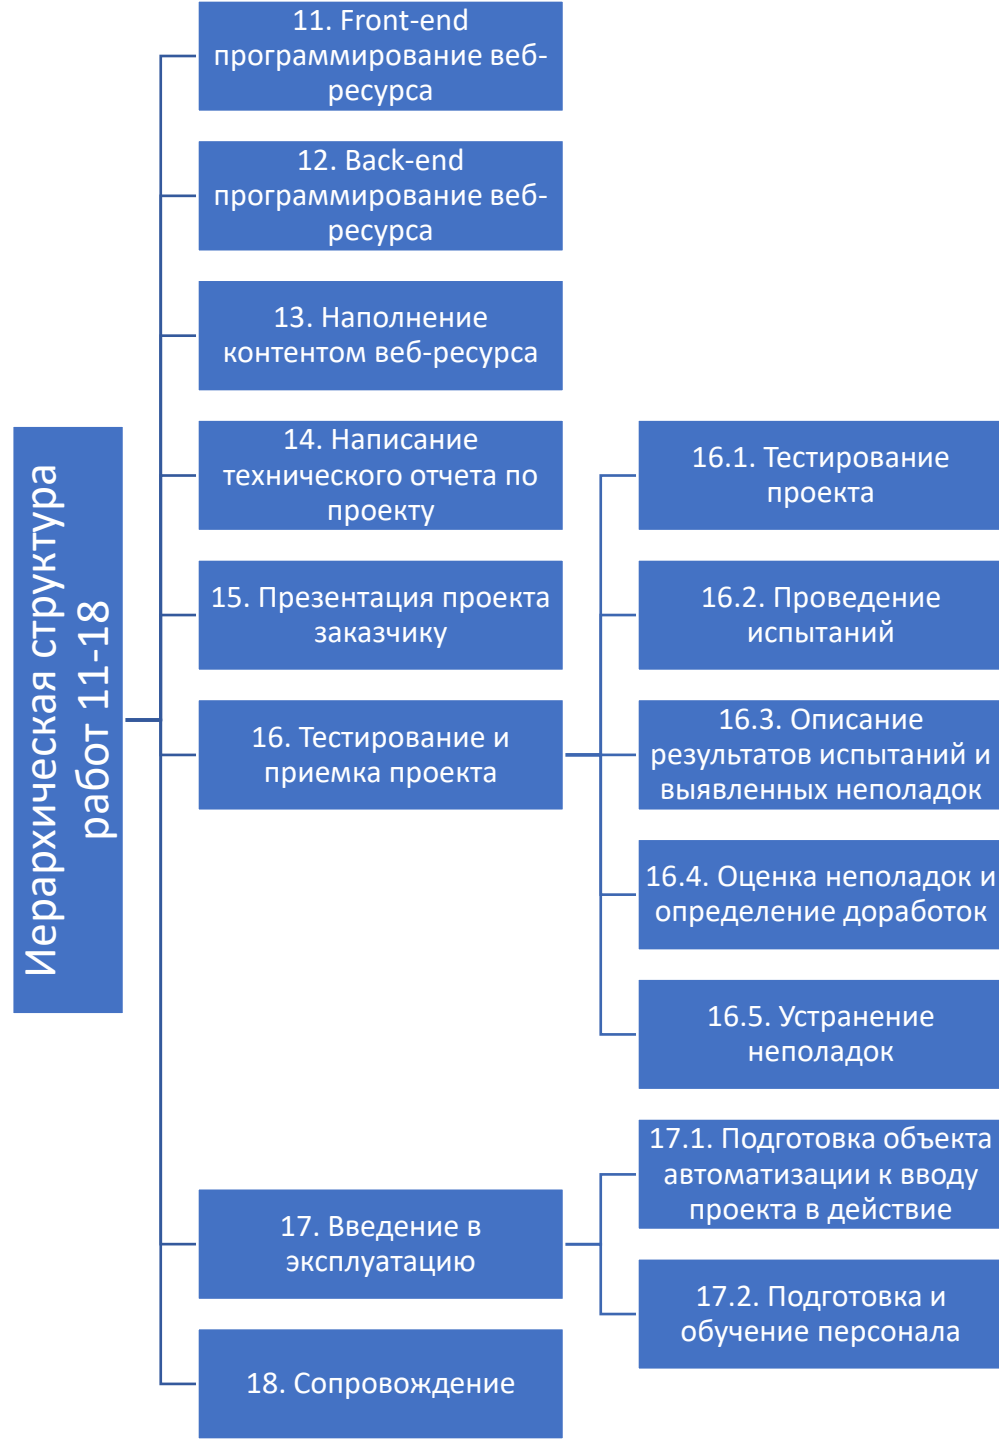 Иерархическая структура
работ 11-18
11. Front-end
программирование веб-
ресурса
12. Back-end
программирование веб-
ресурса
13. Наполнение
контентом веб-ресурса
14. Написание
технического отчета по
проекту
15. Презентация проекта
заказчику
16. Тестирование и
приемка проекта
16.1. Тестирование
проекта
16.2. Проведение
испытаний
16.3. Описание
результатов испытаний и
выявленных неполадок
16.4. Оценка неполадок и
определение доработок
16.5. Устранение
неполадок
17. Введение в
эксплуатацию
17.1. Подготовка объекта
автоматизации к вводу
проекта в действие
17.2. Подготовка и
обучение персонала
18. Сопровождение